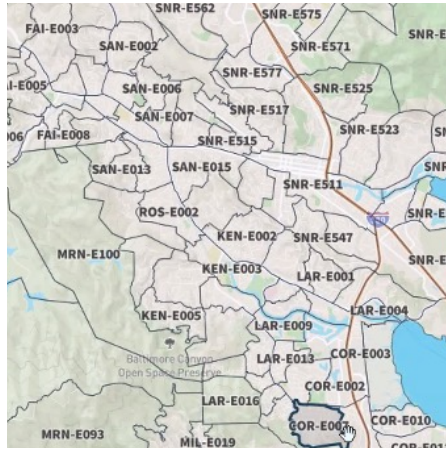 SNR-E562
SNR-E575
FAI-E003
SAN-E002
SNR-E571
SNR-E
SNR-E577
SAN-E006
SNR-E525
SNR-E517
SAN-E007
FAI-E008
SNR-E523
SNR-E515
SAN-E013
SAN-E015
SNR-E511
ROS-E002
KEN-E002
SNR-E547
MRN-E100
KEN-E003
LAR-E001
KEN-E005
LAR-E004
LAR-E009
Baltimore Canyon
Open Space Preserve
LAR-E013
COR-E003
COR-E002
LAR-E016
COR-E007
COR-E010
MRN-E093
MIL-E019